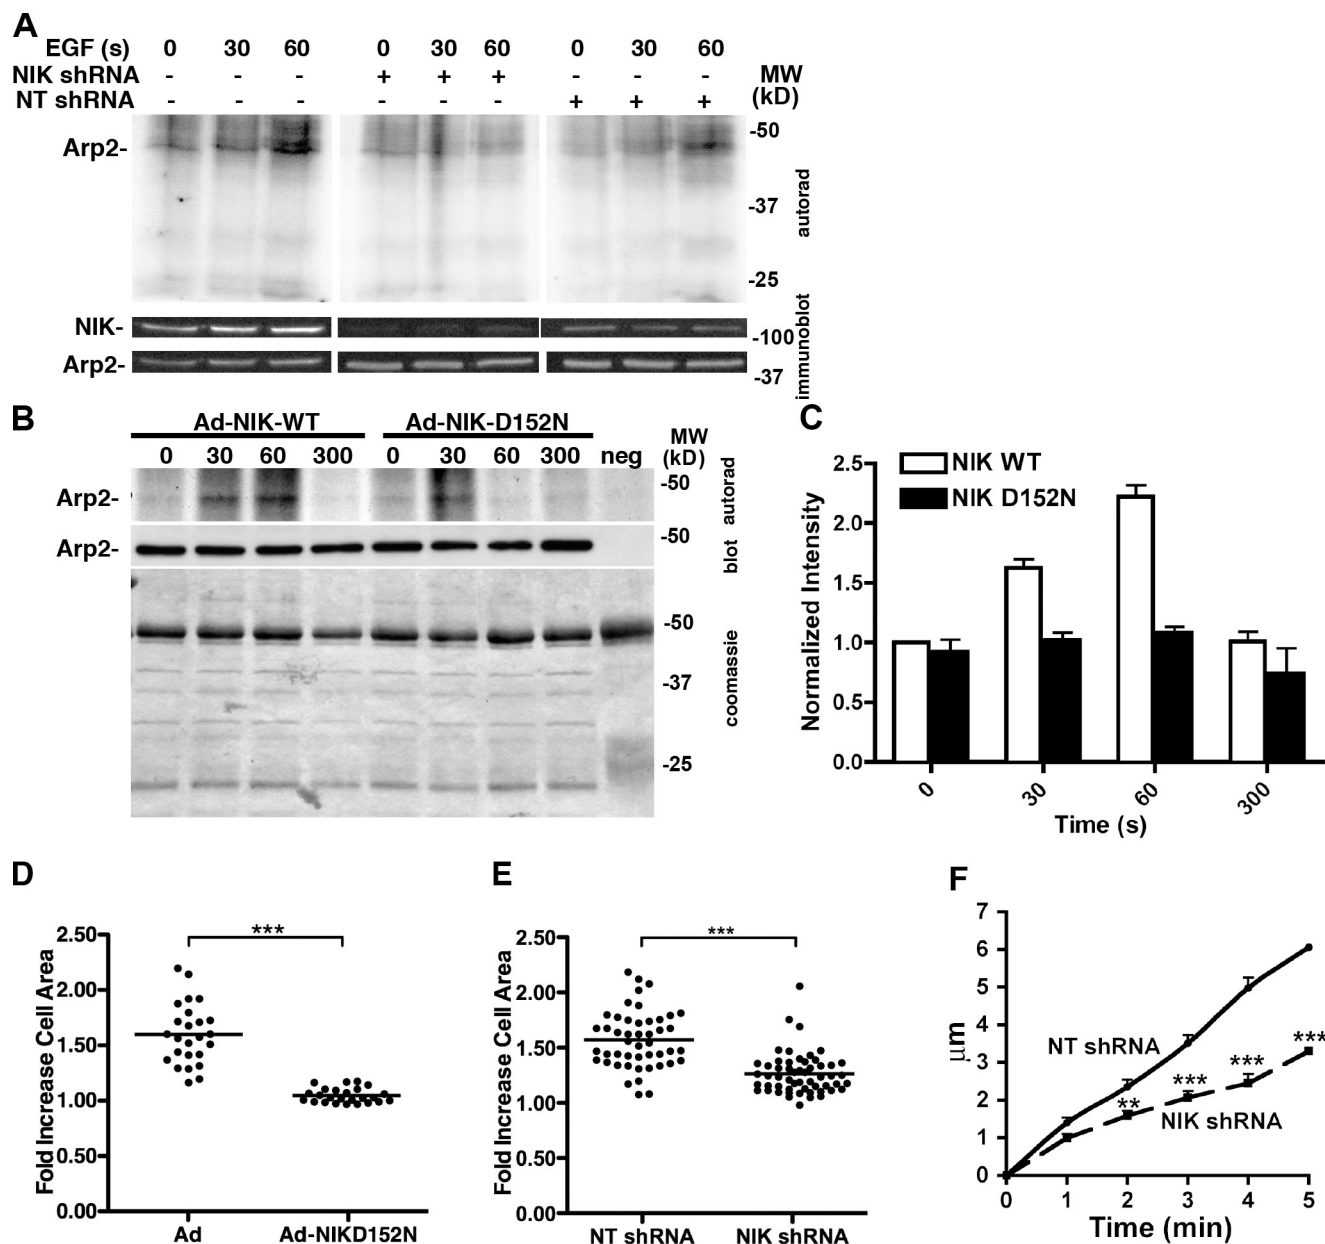 A
EGF (s) 0 30 60 0 30 60 0 30 60
NIK shRNA - - - + + + - - - MW
NT shRNA - - - - - - + + + (kD)
-50
Arp2-
-37
autorad
-25
NIK-
-100
Arp2-
-37
immunoblot
B
Ad-NIK-WT Ad-NIK-D152N MW
0 30 60 300 0 30 60 300 neg (kD)
-50
Arp2-
autorad
-50
Arp2-
blot
-50
-37
coomassie
-25
C
NIK WT
NIK D152N
Normalized Intensity
2.5
2.0
1.5
1.0
0.5
0.0
0 30 60 300
Time (s)
D
Fold Increase Cell Area
2.50
2.00
1.50
1.00
0.50
0.00
***
Ad Ad-NIKD152N
E
Fold Increase Cell Area
2.50
2.00
1.50
1.00
0.50
0.00
***
NT shRNA NIK shRNA
F
µm
7
6
5
4
3
2
1
0
NT shRNA
** *** *** ***
NIK shRNA
0 1 2 3 4 5
Time (min)